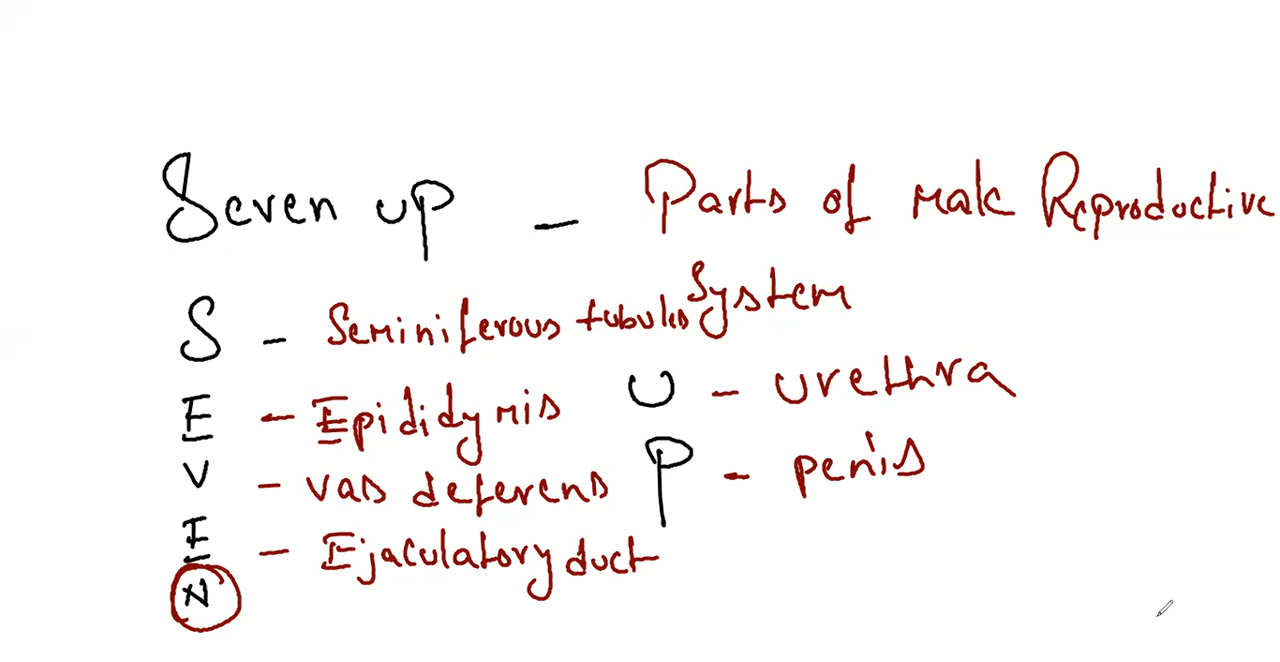 Seven up - Parts of male Reproductive
System
S - Seminiferous tubules
E - Epididymis
V - vas deferens
E - Ejaculatory duct
N
U - urethra
P - penis